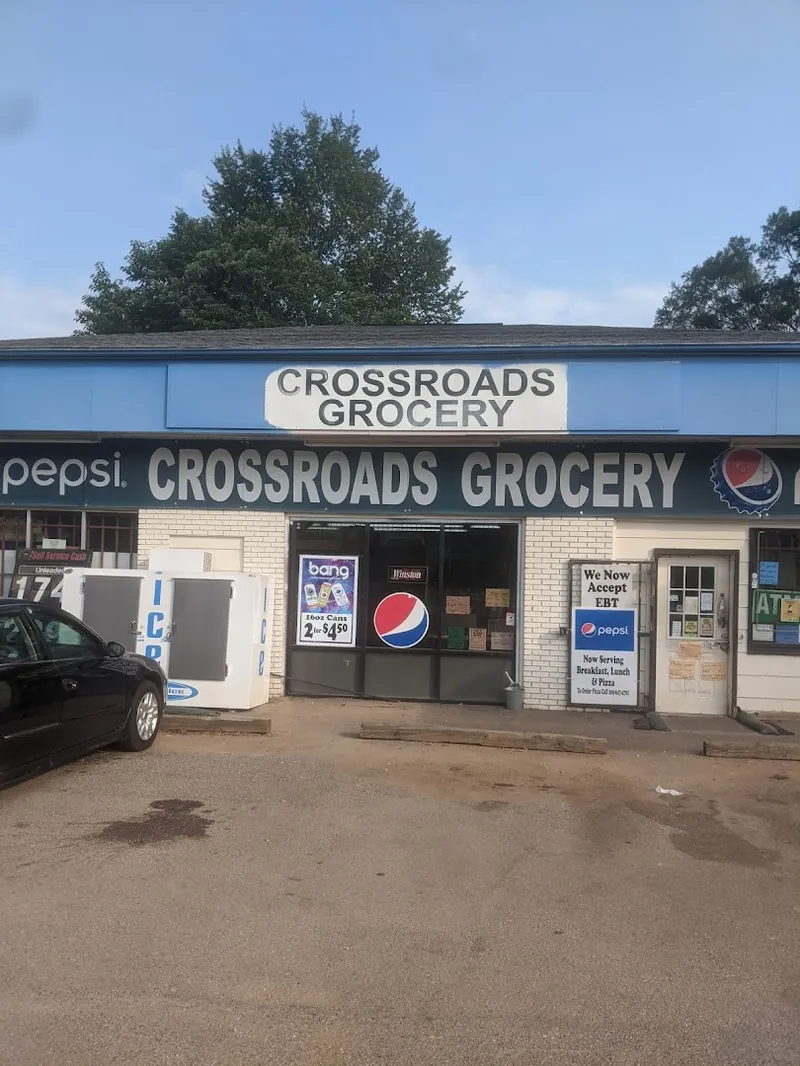 CROSSROADS
GROCERY
pepsi
CROSSROADS GROCERY
Self Service Cash
Unleaded
174
ICE
ICE
bang
16oz Cans
2 for $4.50
Winston
We Now
Accept
EBT
pepsi
Now Serving
Breakfast, Lunch
& Pizza
AT